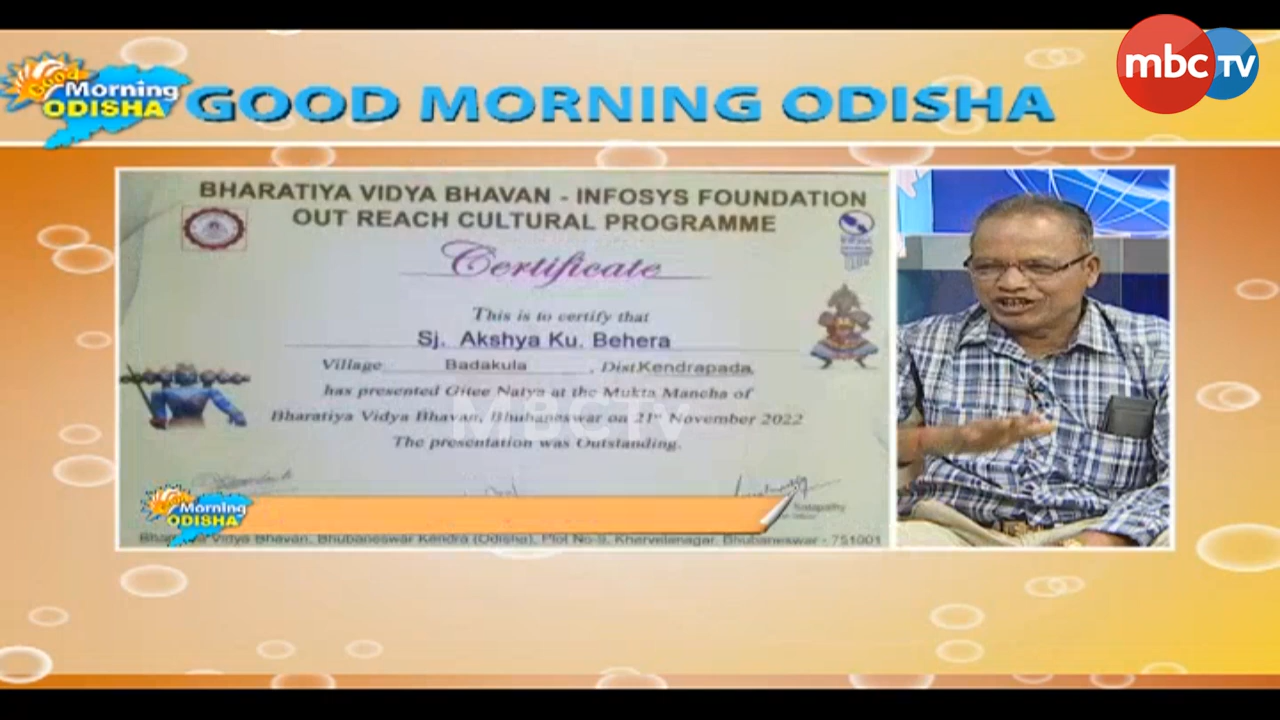 mbc TV
Good
Morning
ODISHA
GOOD MORNING ODISHA
BHARATIYA VIDYA BHAVAN - INFOSYS FOUNDATION
OUT REACH CULTURAL PROGRAMME
Certificate
This is to certify that
Sj. Akshya Ku. Behera
Village Badakula, Dist. Kendrapada,
has presented Gitee Natya at the Mukta Mancha of
Bharatiya Vidya Bhavan, Bhubaneswar on 21st November 2022
The presentation was Outstanding.
MBCTV
Satapathy
Morning
ODISHA
Vidya Bhavan, Bhubaneswar Kendra (Odisha), Plot No-9, Kharvelanagar, Bhubaneswar - 751001